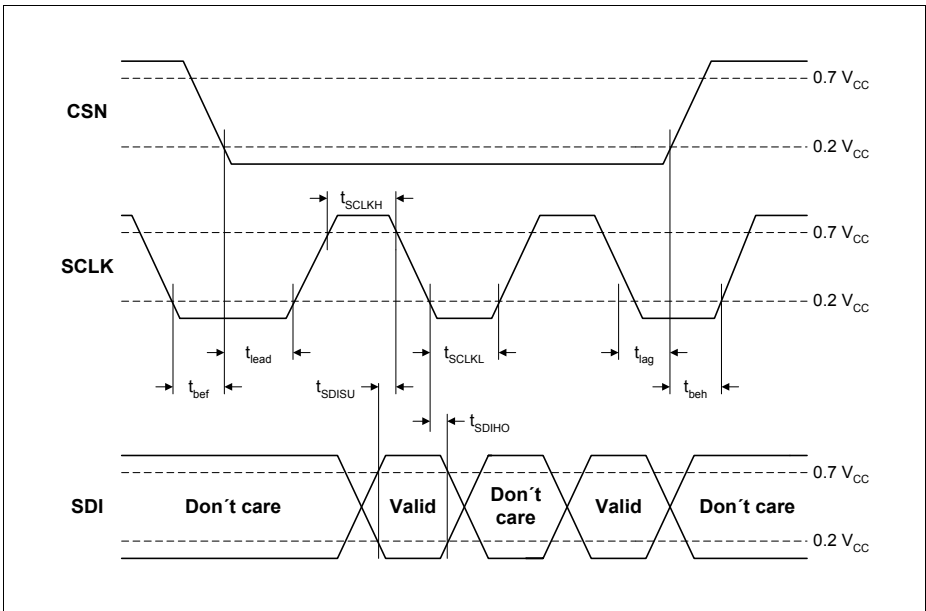 0.7 V_CC
CSN
0.2 V_CC
t_SCLKH
0.7 V_CC
SCLK
0.2 V_CC
t_lead
t_SCLKL
t_lag
t_bef
t_SDISU
t_beh
t_SDIHO
0.7 V_CC
SDI
Don´t care
Valid
Don´t
care
Valid
Don´t care
0.2 V_CC